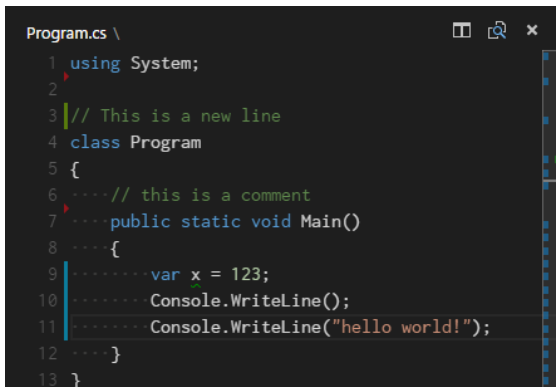 Program.cs \
1 using System;
2
3 // This is a new line
4 class Program
5 {
6 ····// this is a comment
7 ····public static void Main()
8 ····{
9 ········var x = 123;
10 ········Console.WriteLine();
11 ········Console.WriteLine("hello world!");
12 ····}
13 }